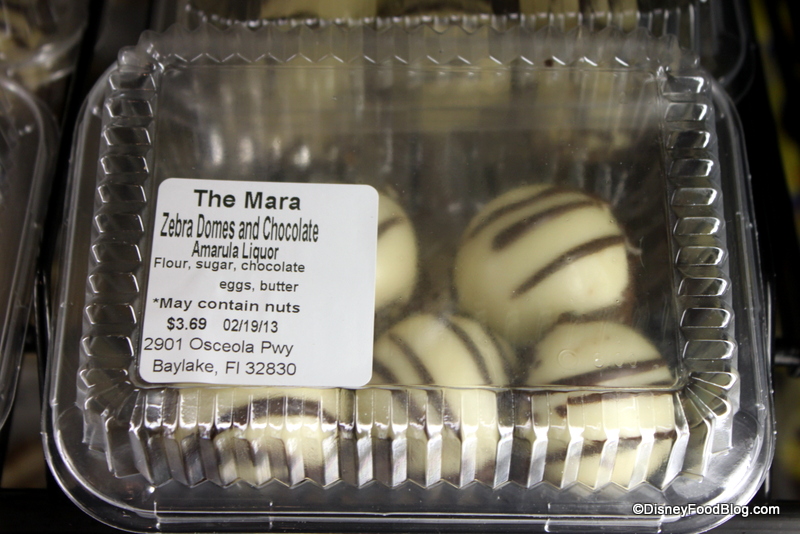 The Mara
Zebra Domes and Chocolate
Amarula Liquor
Flour, sugar, chocolate
eggs, butter
*May contain nuts
$3.69 02/19/13
2901 Osceola Pwy
Baylake, Fl 32830
©DisneyFoodBlog.com